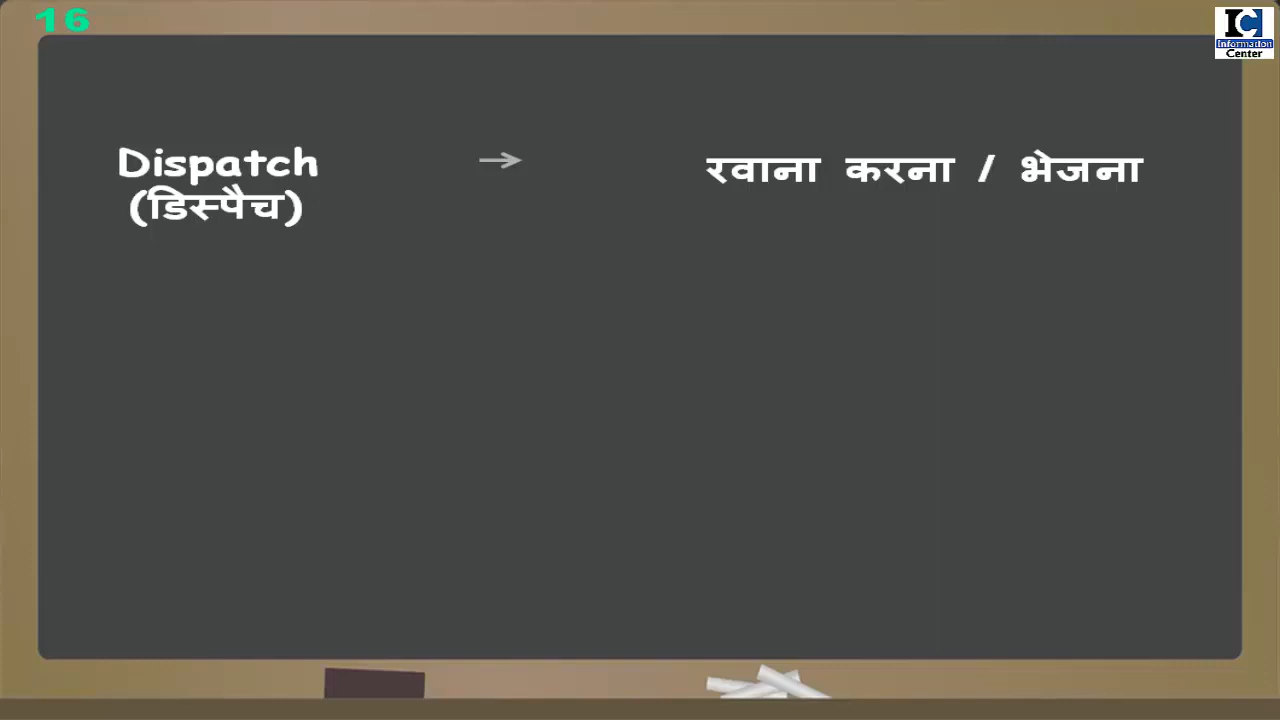 16
IC
Information
Center
Dispatch → रवाना करना / भेजना
(डिस्पैच)